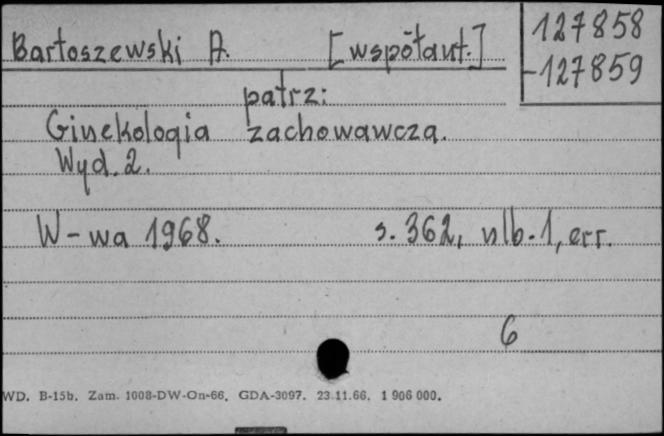 127858
-127859
Bartoszewski A. [współaut.]
patrz:
Ginekologia zachowawcza.
Wyd. 2.
W-wa 1968. s. 362, nlb. 1, err.
6
WD. B-15b. Zam. 1008-DW-On-66. GDA-3097. 23.11.66. 1 906 000.